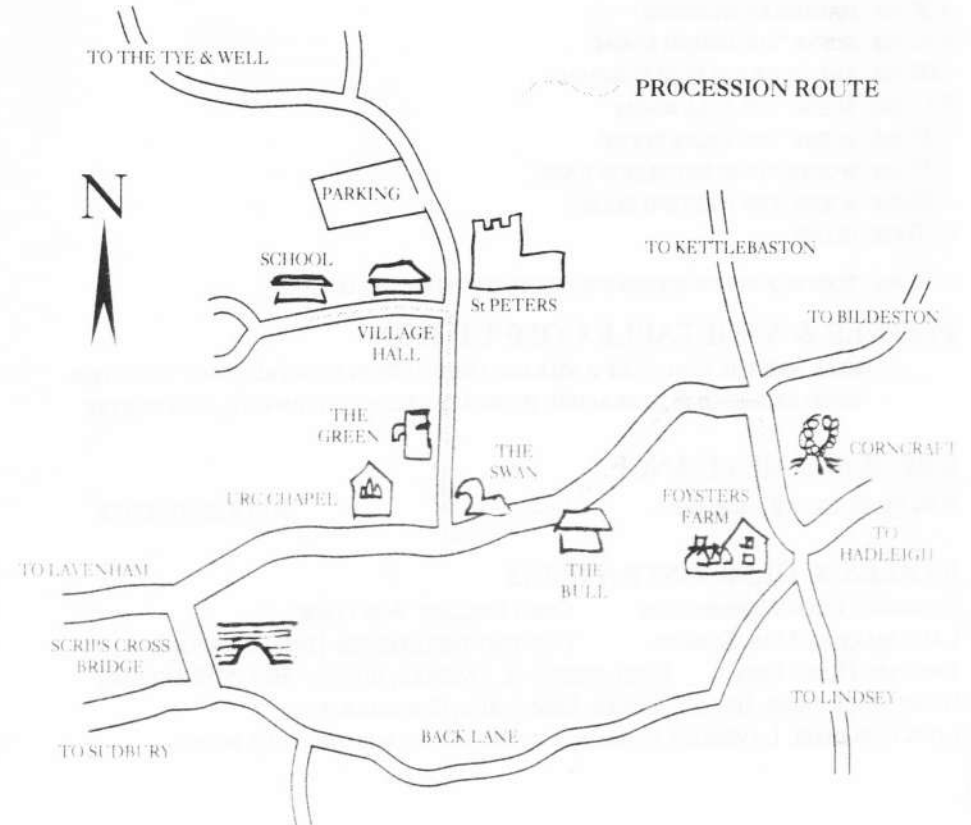 TO THE TYE & WELL
PROCESSION ROUTE
N
PARKING
TO KETTLEBASTON
SCHOOL
St PETERS
TO BILDESTON
VILLAGE
HALL
THE
GREEN
THE
SWAN
CORNCRAFT
URC CHAPEL
FOYSTERS
FARM
TO
HADLEIGH
TO LAVENHAM
THE
BULL
SCRIPS CROSS
BRIDGE
TO LINDSEY
BACK LANE
TO SUDBURY